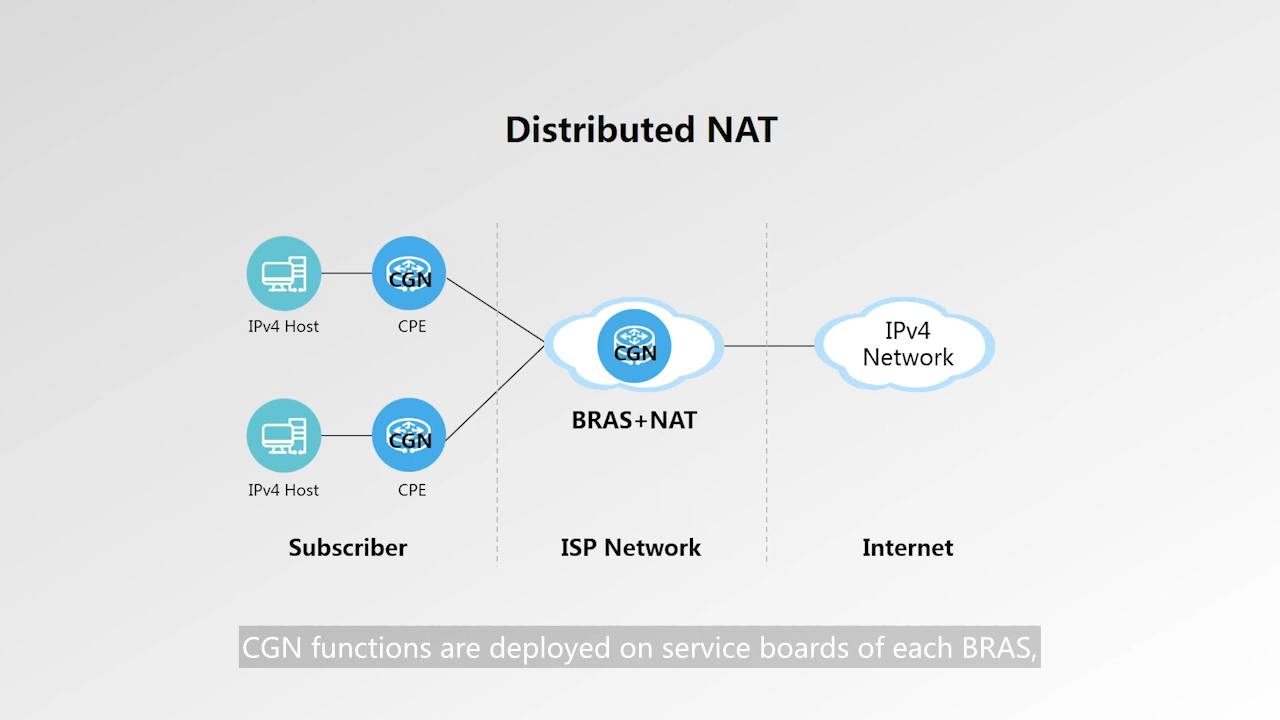 Distributed NAT
CGN
IPv4 Host
CPE
CGN
IPv4 Host
CPE
CGN
BRAS+NAT
IPv4
Network
Subscriber
ISP Network
Internet
CGN functions are deployed on service boards of each BRAS,